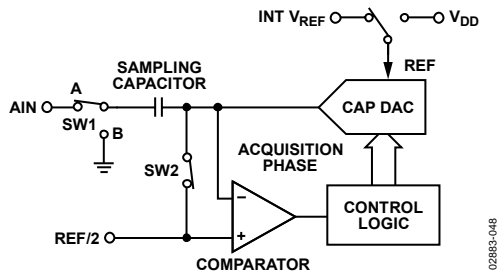 INT VREF
VDD
REF
SAMPLING
CAPACITOR
A
AIN
SW1
B
CAP DAC
ACQUISITION
PHASE
SW2
−
+
REF/2
CONTROL
LOGIC
COMPARATOR
02883-048